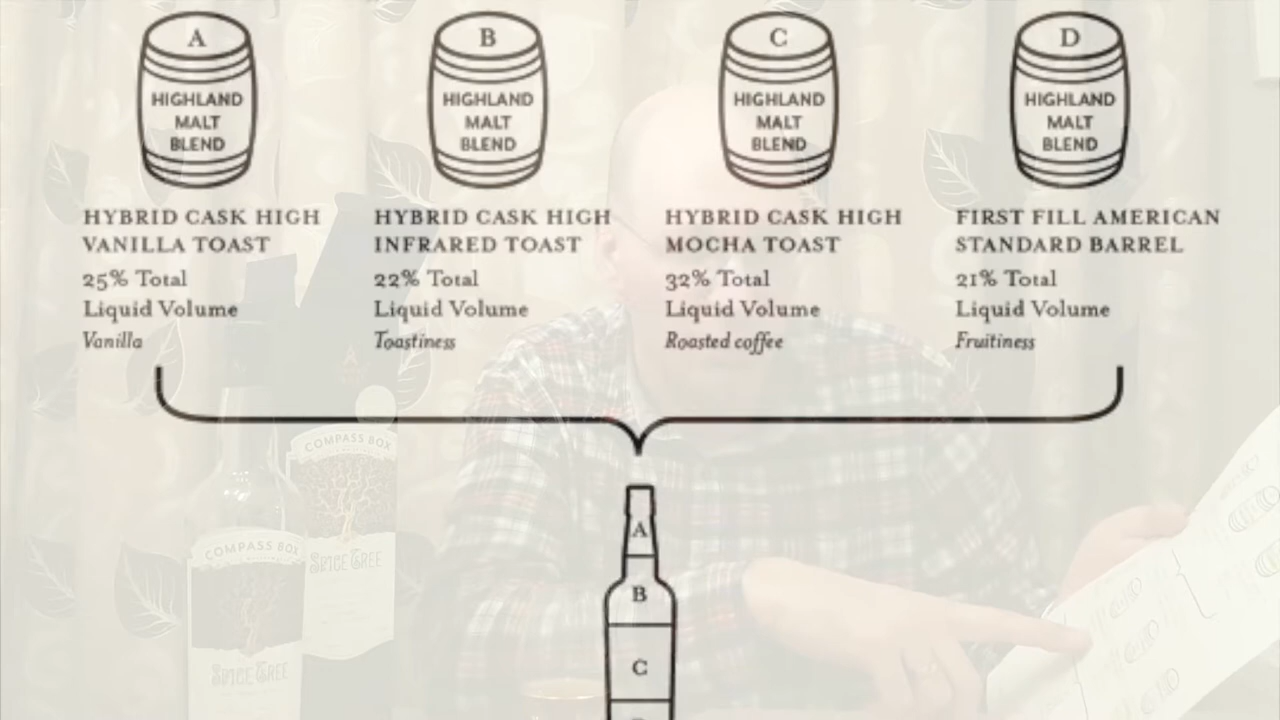 A
HIGHLAND
MALT
BLEND
HYBRID CASK HIGH
VANILLA TOAST
25% Total
Liquid Volume
Vanilla
B
HIGHLAND
MALT
BLEND
HYBRID CASK HIGH
INFRARED TOAST
22% Total
Liquid Volume
Toastiness
C
HIGHLAND
MALT
BLEND
HYBRID CASK HIGH
MOCHA TOAST
32% Total
Liquid Volume
Roasted coffee
D
HIGHLAND
MALT
BLEND
FIRST FILL AMERICAN
STANDARD BARREL
21% Total
Liquid Volume
Fruitiness
A
B
C
COMPASS BOX
SPICE TREE
COMPASS BOX
SPICE TREE